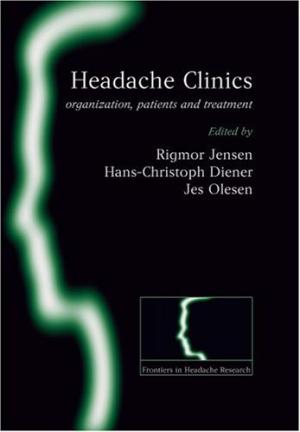 Headache Clinics
organization, patients and treatment
Edited by
Rigmor Jensen
Hans-Christoph Diener
Jes Olesen
Frontiers in Headache Research